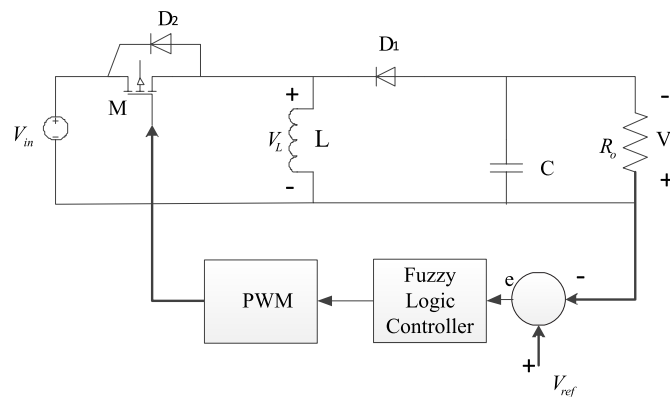 D2
D1
M
Vin
+
-
+
VL
-
L
C
-
Ro
V
+
PWM
Fuzzy
Logic
Controller
e
-
+
Vref